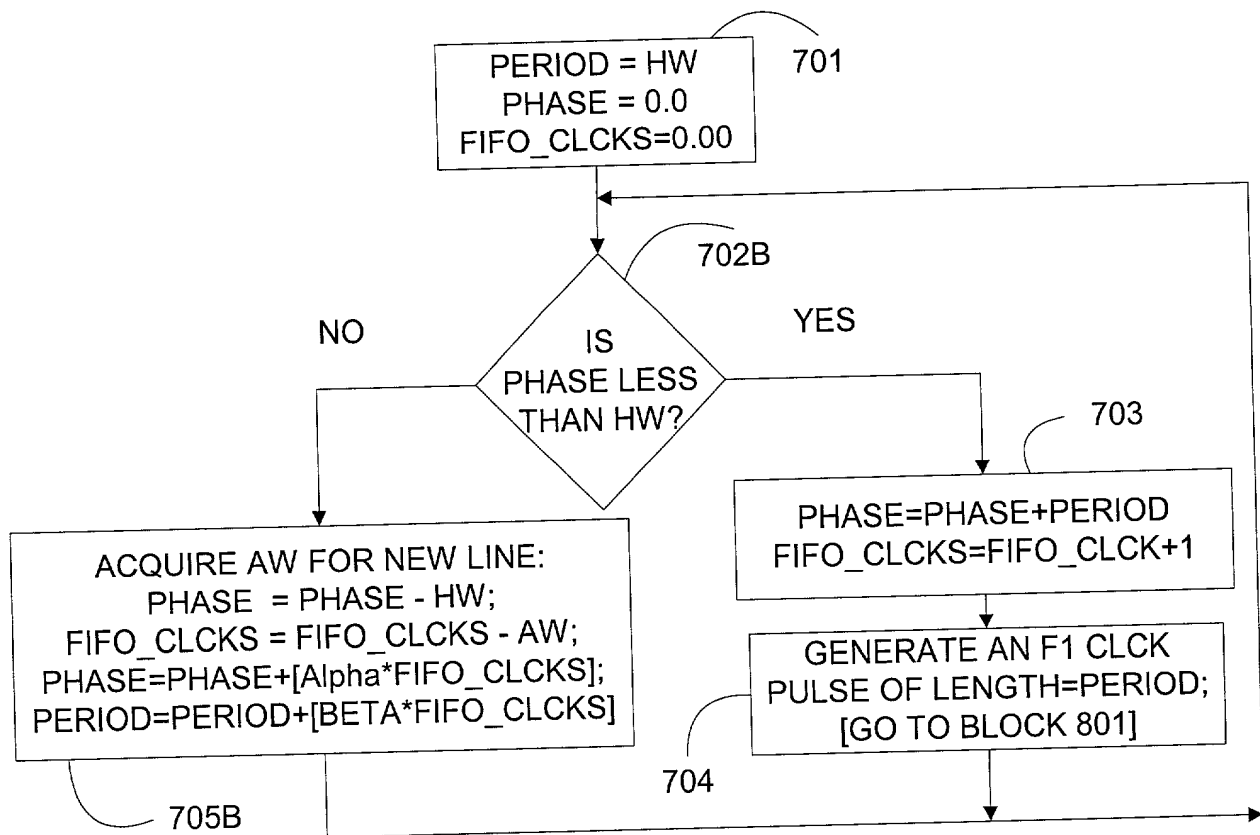 701
PERIOD = HW
PHASE = 0.0
FIFO_CLCKS=0.00
702B
NO
YES
IS
PHASE LESS
THAN HW?
703
PHASE=PHASE+PERIOD
FIFO_CLCKS=FIFO_CLCK+1
ACQUIRE AW FOR NEW LINE:
PHASE = PHASE - HW;
FIFO_CLCKS = FIFO_CLCKS - AW;
PHASE=PHASE+[Alpha*FIFO_CLCKS];
PERIOD=PERIOD+[BETA*FIFO_CLCKS]
GENERATE AN F1 CLCK
PULSE OF LENGTH=PERIOD;
[GO TO BLOCK 801]
704
705B